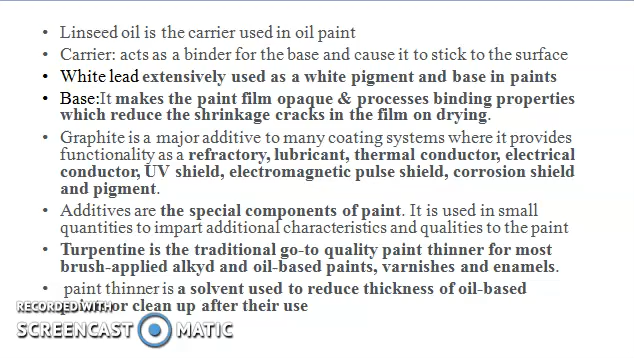 • Linseed oil is the carrier used in oil paint
• Carrier: acts as a binder for the base and cause it to stick to the surface
• White lead extensively used as a white pigment and base in paints
• Base:It makes the paint film opaque & processes binding properties
which reduce the shrinkage cracks in the film on drying.
• Graphite is a major additive to many coating systems where it provides
functionality as a refractory, lubricant, thermal conductor, electrical
conductor, UV shield, electromagnetic pulse shield, corrosion shield
and pigment.
• Additives are the special components of paint. It is used in small
quantities to impart additional characteristics and qualities to the paint
• Turpentine is the traditional go-to quality paint thinner for most
brush-applied alkyd and oil-based paints, varnishes and enamels.
• paint thinner is a solvent used to reduce thickness of oil-based
or clean up after their use
RECORDED WITH
SCREENCAST MATIC